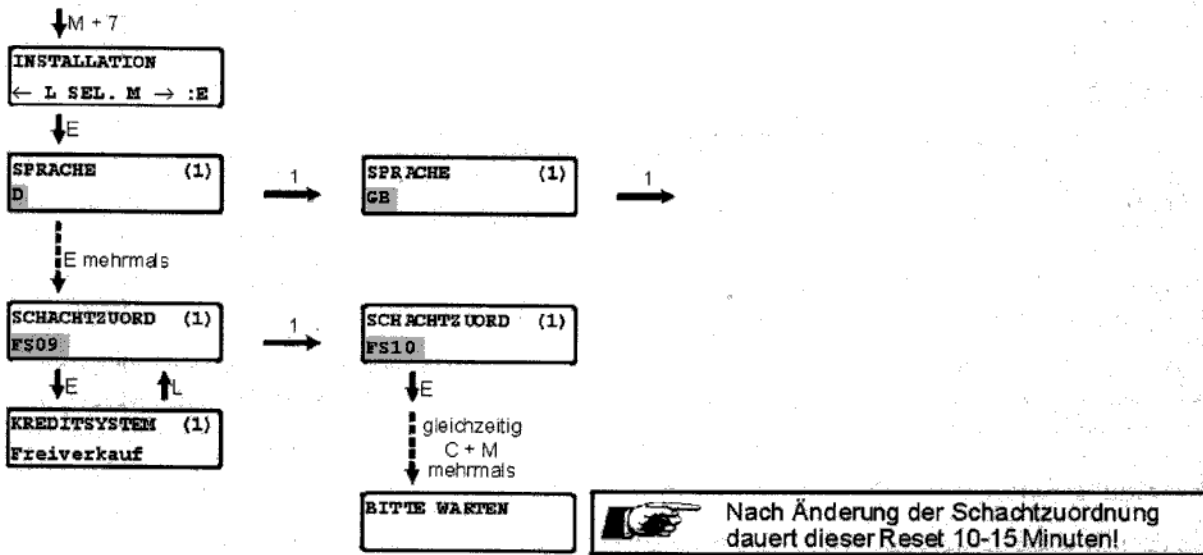 M + 7
INSTALLATION
← L SEL. M → :E
E
SPRACHE (1)
D
1
SPRACHE (1)
GB
1
E mehrmals
SCHACHTZUORD (1)
FS09
1
SCHACHTZUORD (1)
FS10
E
L
E
KREDITSYSTEM (1)
Freiverkauf
gleichzeitig
C + M
mehrmals
BITTE WARTEN
Nach Änderung der Schachtzuordnung
dauert dieser Reset 10-15 Minuten!